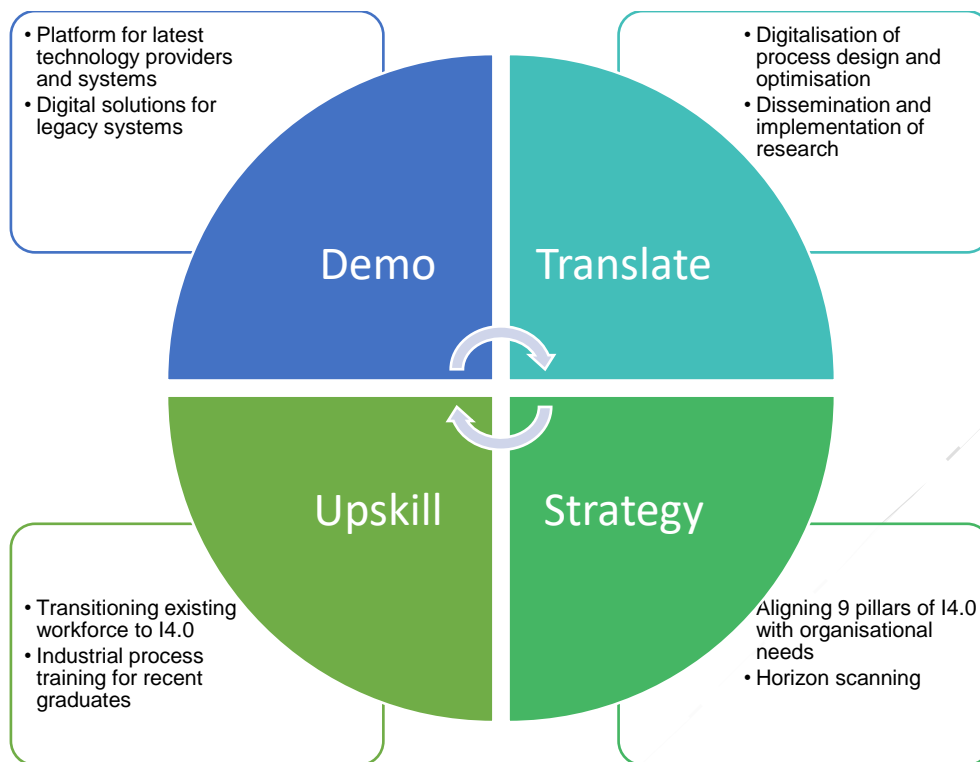 • Platform for latest
technology providers
and systems
• Digital solutions for
legacy systems
• Digitalisation of
process design and
optimisation
• Dissemination and
implementation of
research
Demo
Translate
Upskill
Strategy
• Transitioning existing
workforce to I4.0
• Industrial process
training for recent
graduates
Aligning 9 pillars of I4.0
with organisational
needs
• Horizon scanning